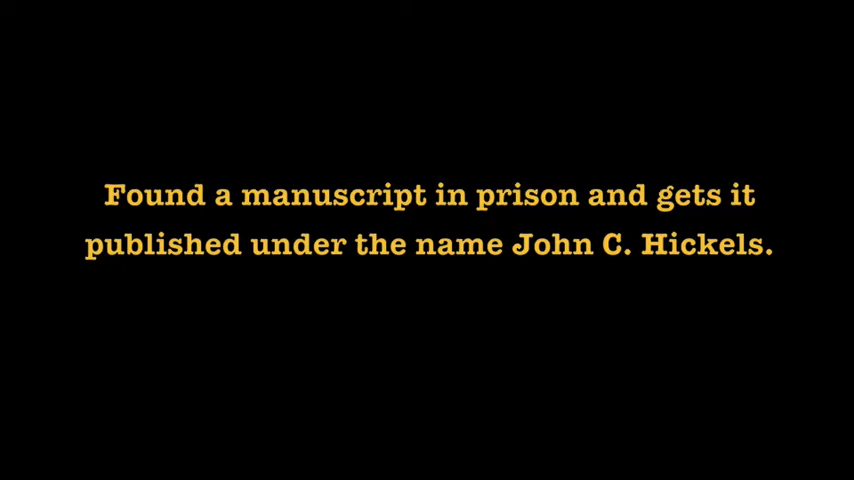 Found a manuscript in prison and gets it
published under the name John C. Hickels.